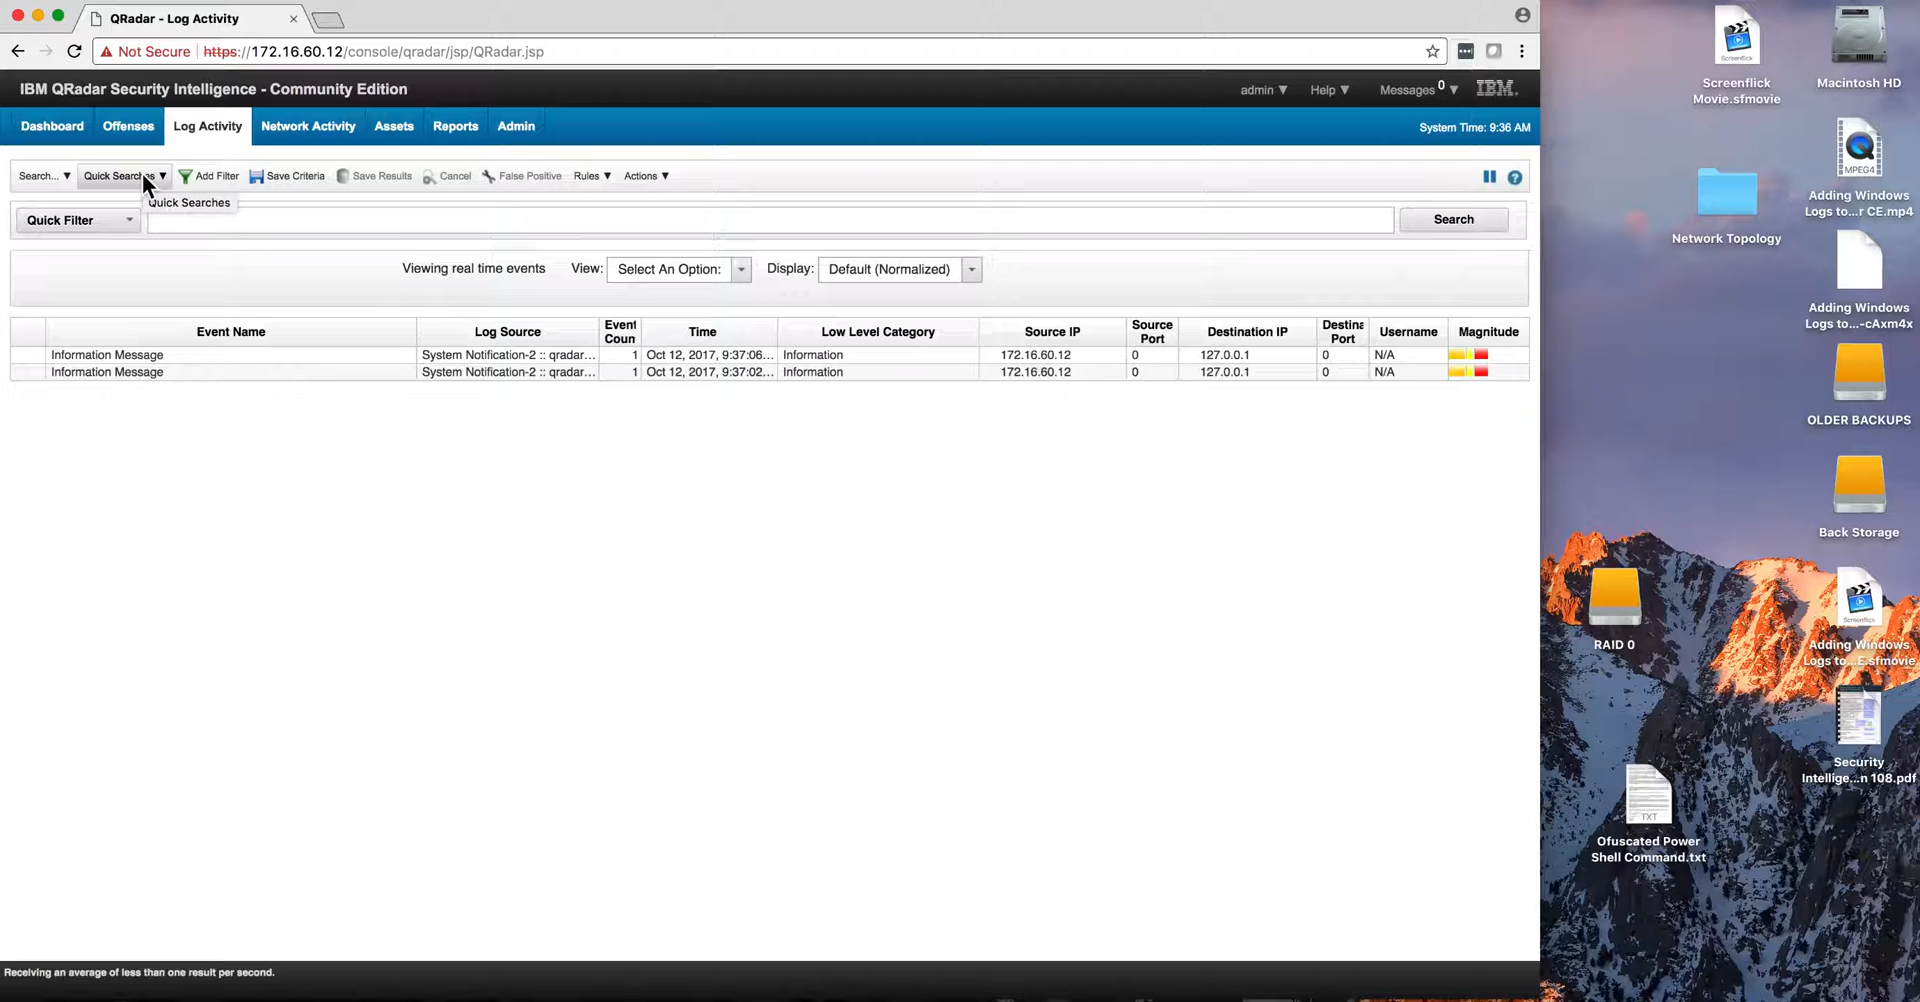 QRadar - Log Activity
Not Secure https://172.16.60.12/console/qradar/jsp/QRadar.jsp
IBM QRadar Security Intelligence - Community Edition
admin ▼ Help ▼ Messages 0 ▼ IBM.
Dashboard Offenses Log Activity Network Activity Assets Reports Admin
System Time: 9:36 AM
Search... ▼ Quick Searches ▼ Add Filter Save Criteria Save Results Cancel False Positive Rules ▼ Actions ▼
Quick Searches
Quick Filter Search
Viewing real time events View: Select An Option: Display: Default (Normalized)
Event Name Log Source Event Coun Time Low Level Category Source IP Source Port Destination IP Destina Port Username Magnitude
Information Message System Notification-2 :: qradar... 1 Oct 12, 2017, 9:37:06... Information 172.16.60.12 0 127.0.0.1 0 N/A
Information Message System Notification-2 :: qradar... 1 Oct 12, 2017, 9:37:02... Information 172.16.60.12 0 127.0.0.1 0 N/A
Receiving an average of less than one result per second.
Screenflick
Screenflick
Movie.sfmovie
Macintosh HD
MPEG4
Adding Windows
Logs to...r CE.mp4
Network Topology
Adding Windows
Logs to...-cAxm4x
OLDER BACKUPS
Back Storage
RAID 0
Screenflick
Adding Windows
Logs to...E.sfmovie
Security
Intellige...n 108.pdf
TXT
Ofuscated Power
Shell Command.txt